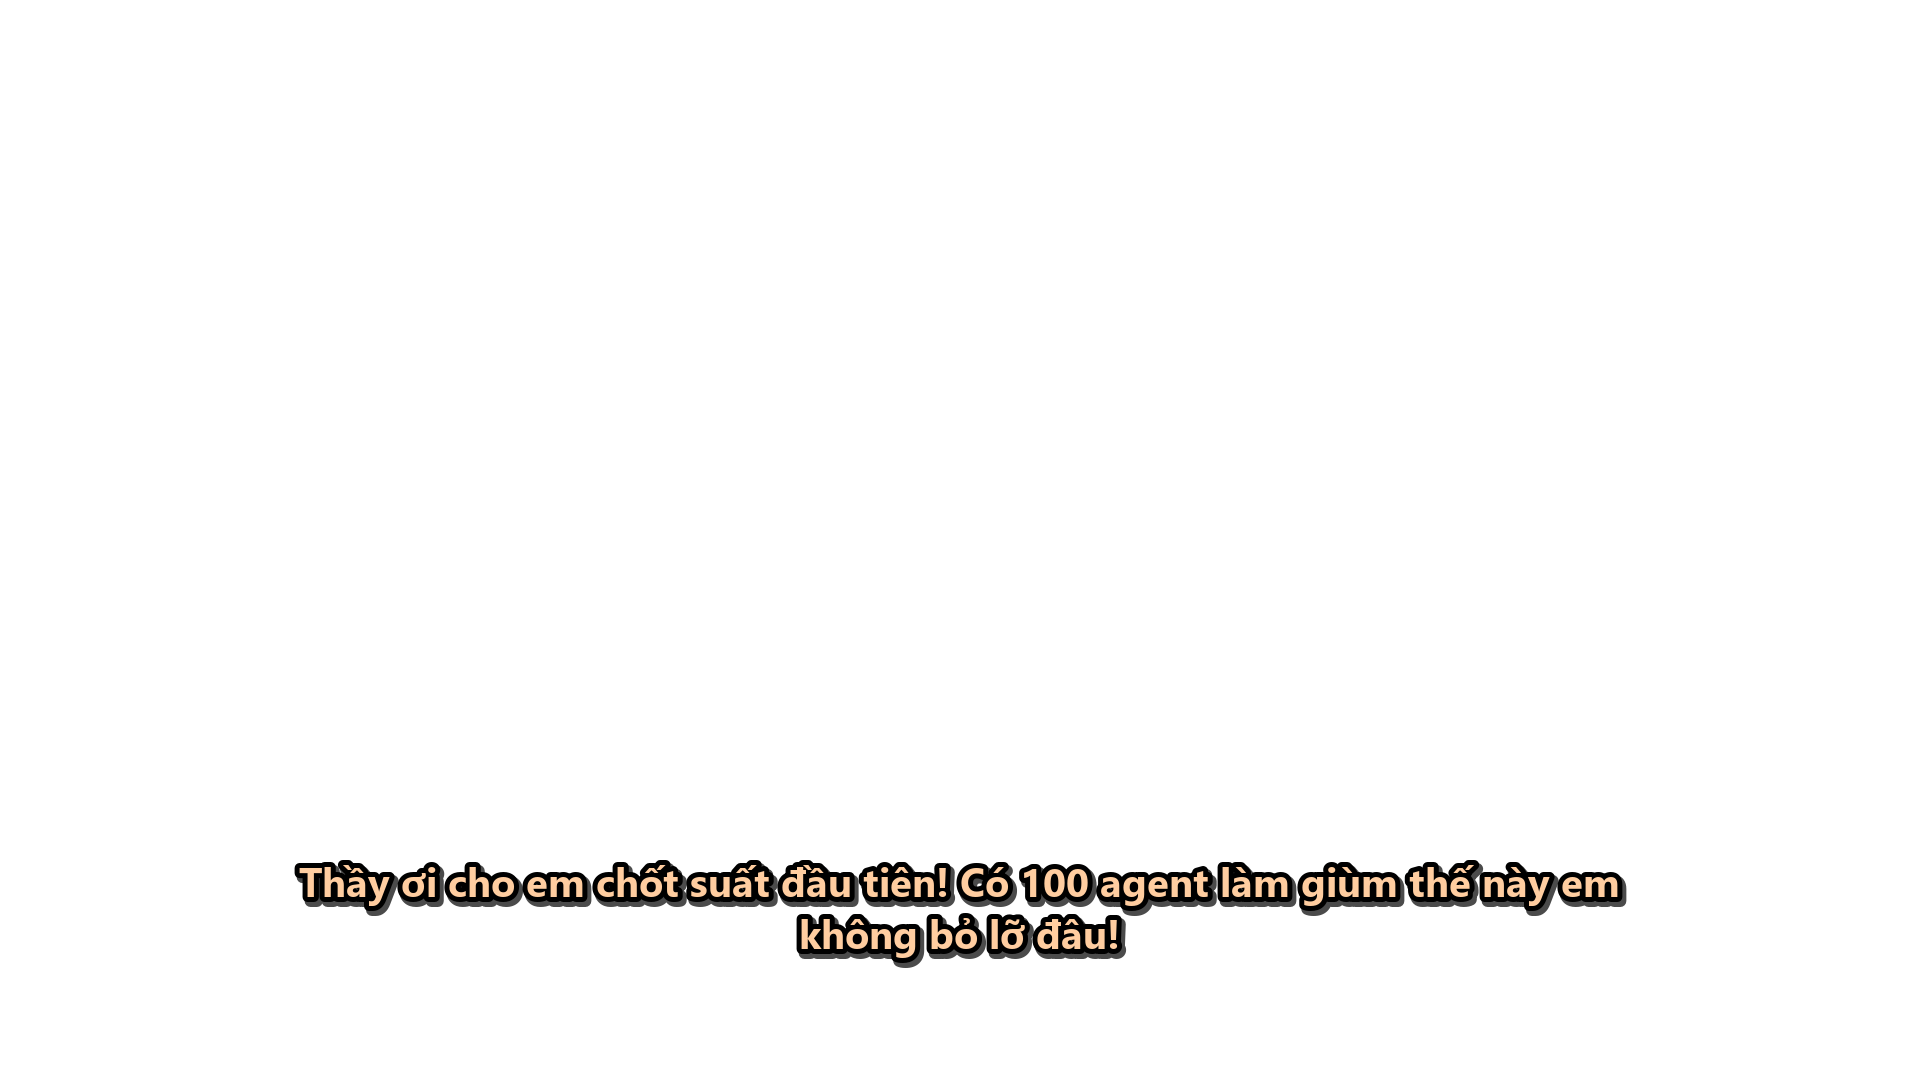 Thầy ơi cho em chốt suất đầu tiên! Có 100 agent làm giùm thế này em
không bỏ lỡ đâu!